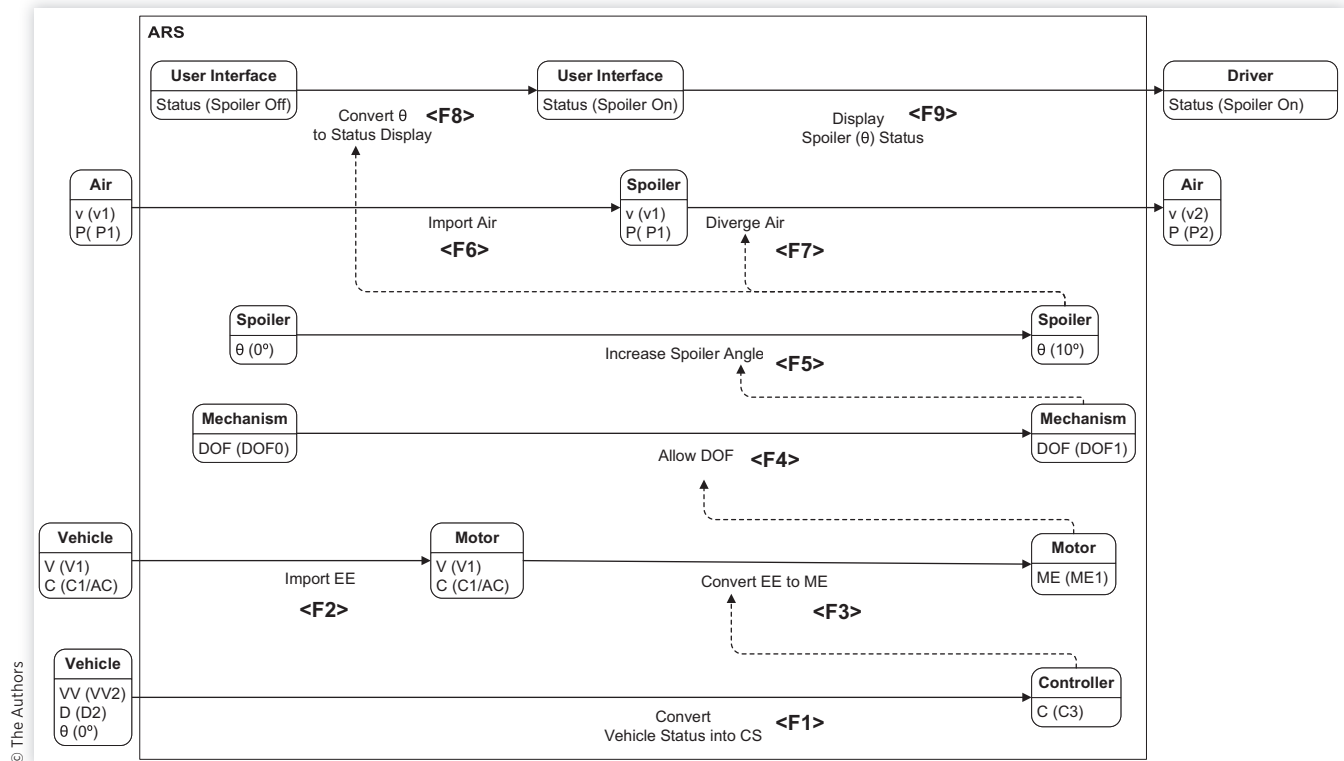 ARS
User Interface
Status (Spoiler Off)
User Interface
Status (Spoiler On)
Driver
Status (Spoiler On)
Convert θ
to Status Display
<F8>
Display
Spoiler (θ) Status
<F9>
Air
v (v1)
P( P1)
Spoiler
v (v1)
P( P1)
Air
v (v2)
P (P2)
Import Air
<F6>
Diverge Air
<F7>
Spoiler
θ (0º)
Spoiler
θ (10º)
Increase Spoiler Angle
<F5>
Mechanism
DOF (DOF0)
Mechanism
DOF (DOF1)
Allow DOF
<F4>
Vehicle
V (V1)
C (C1/AC)
Motor
V (V1)
C (C1/AC)
Motor
ME (ME1)
Import EE
<F2>
Convert EE to ME
<F3>
Vehicle
VV (VV2)
D (D2)
θ (0º)
Controller
C (C3)
Convert
Vehicle Status into CS
<F1>
© The Authors